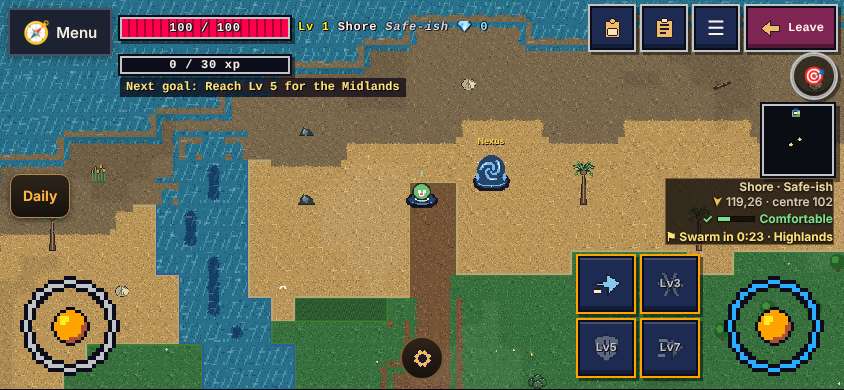 Menu
100 / 100
Lv 1 Shore Safe-ish 💎 0
0 / 30 xp
Next goal: Reach Lv 5 for the Midlands
Leave
Nexus
Daily
Shore · Safe-ish
119,26 · centre 102
Comfortable
Swarm in 0:23 · Highlands
Lv3
Lv5
Lv7